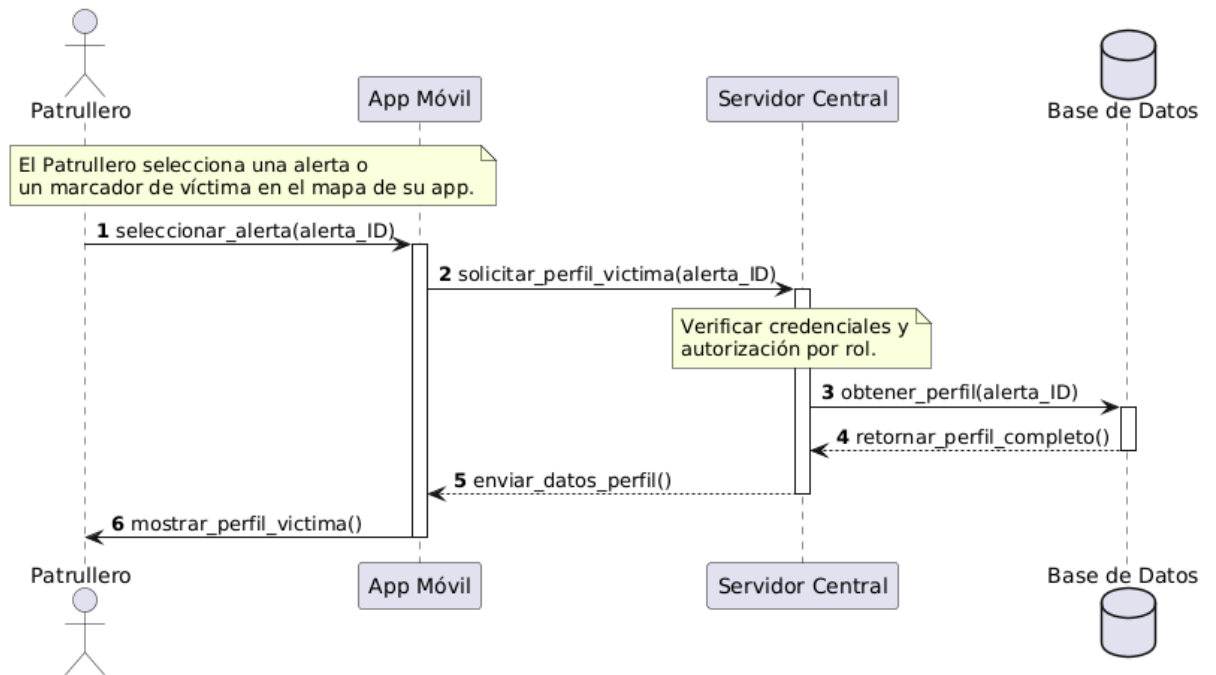 Patrullero
App Móvil
Servidor Central
Base de Datos
El Patrullero selecciona una alerta o
un marcador de víctima en el mapa de su app.
1 seleccionar_alerta(alerta_ID)
2 solicitar_perfil_victima(alerta_ID)
Verificar credenciales y
autorización por rol.
3 obtener_perfil(alerta_ID)
4 retornar_perfil_completo()
5 enviar_datos_perfil()
6 mostrar_perfil_victima()
Patrullero
App Móvil
Servidor Central
Base de Datos